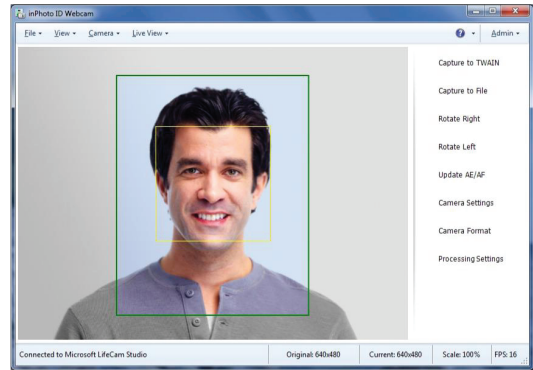 inPhoto ID Webcam
File View Camera Live View Admin
Capture to TWAIN
Capture to File
Rotate Right
Rotate Left
Update AE/AF
Camera Settings
Camera Format
Processing Settings
Connected to Microsoft LifeCam Studio Original: 640x480 Current: 640x480 Scale: 100% FPS: 16